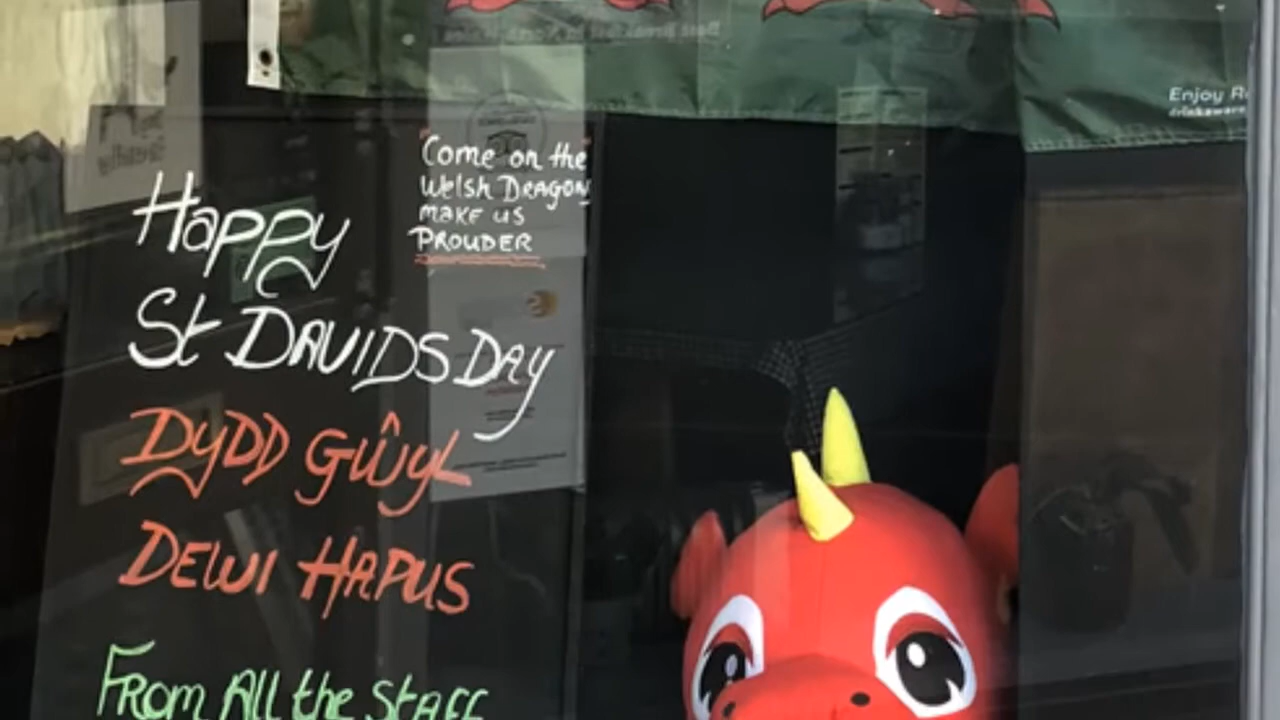 Come on the
Welsh DRAGON
MAKE US
PROUDER
Happy
St DAVIDS DAY
DYDD GŴYL
DEWI HAPUS
FROM All the STAFF
Enjoy
drinkaware